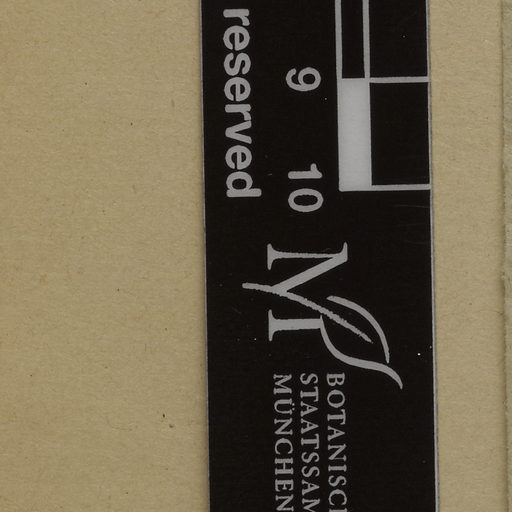 reserved
9 10
BOTANISC
STAATSSAM
MÜNCHEN